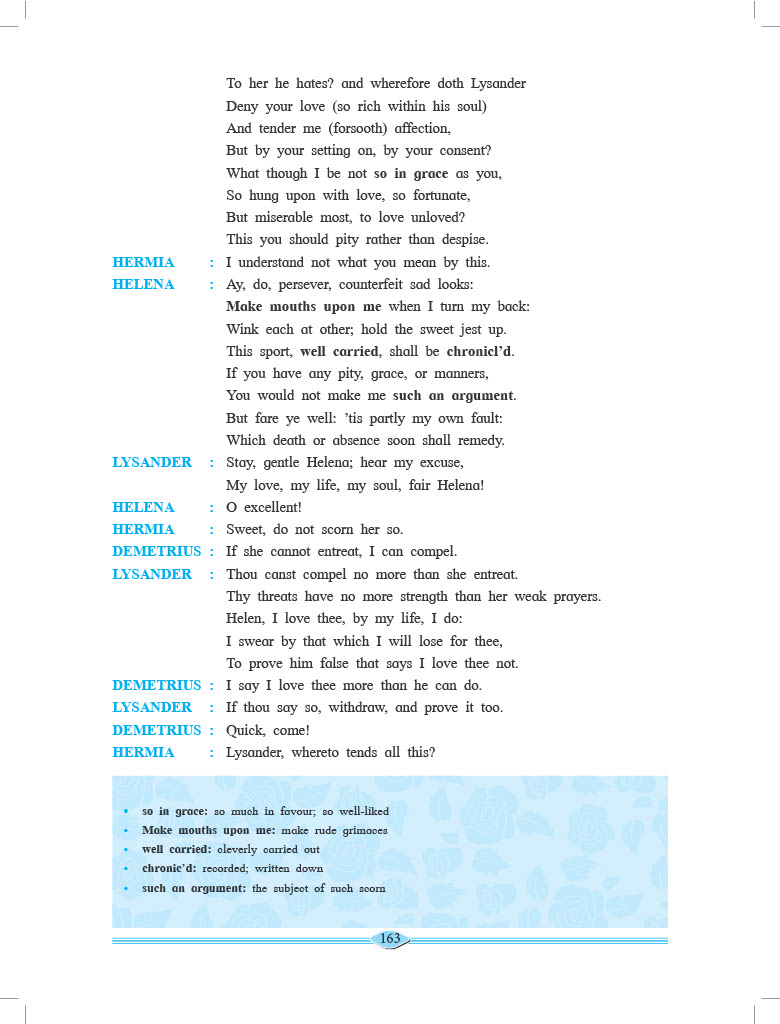 To her he hates? and wherefore doth Lysander
Deny your love (so rich within his soul)
And tender me (forsooth) affection,
But by your setting on, by your consent?
What though I be not so in grace as you,
So hung upon with love, so fortunate,
But miserable most, to love unloved?
This you should pity rather than despise.
HERMIA : I understand not what you mean by this.
HELENA : Ay, do, persever, counterfeit sad looks:
Make mouths upon me when I turn my back:
Wink each at other; hold the sweet jest up.
This sport, well carried, shall be chronicl’d.
If you have any pity, grace, or manners,
You would not make me such an argument.
But fare ye well: ’tis partly my own fault:
Which death or absence soon shall remedy.
LYSANDER : Stay, gentle Helena; hear my excuse,
My love, my life, my soul, fair Helena!
HELENA : O excellent!
HERMIA : Sweet, do not scorn her so.
DEMETRIUS : If she cannot entreat, I can compel.
LYSANDER : Thou canst compel no more than she entreat.
Thy threats have no more strength than her weak prayers.
Helen, I love thee, by my life, I do:
I swear by that which I will lose for thee,
To prove him false that says I love thee not.
DEMETRIUS : I say I love thee more than he can do.
LYSANDER : If thou say so, withdraw, and prove it too.
DEMETRIUS : Quick, come!
HERMIA : Lysander, whereto tends all this?
• so in grace: so much in favour; so well-liked
• Make mouths upon me: make rude grimaces
• well carried: cleverly carried out
• chronic’d: recorded; written down
• such an argument: the subject of such scorn
163